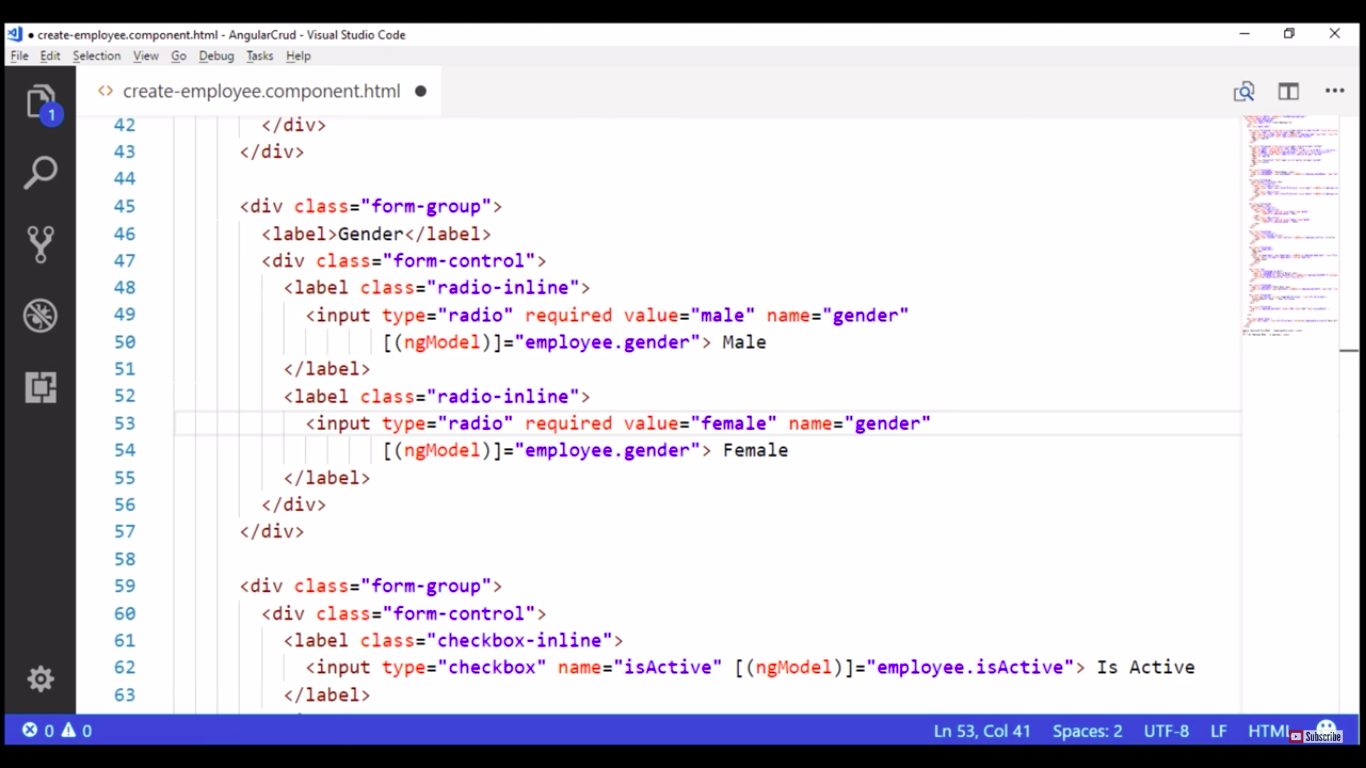 ● create-employee.component.html - AngularCrud - Visual Studio Code
File Edit Selection View Go Debug Tasks Help
<> create-employee.component.html ●
1
42 </div>
43 </div>
44
45 <div class="form-group">
46 <label>Gender</label>
47 <div class="form-control">
48 <label class="radio-inline">
49 <input type="radio" required value="male" name="gender"
50 [(ngModel)]="employee.gender"> Male
51 </label>
52 <label class="radio-inline">
53 <input type="radio" required value="female" name="gender"
54 [(ngModel)]="employee.gender"> Female
55 </label>
56 </div>
57 </div>
58
59 <div class="form-group">
60 <div class="form-control">
61 <label class="checkbox-inline">
62 <input type="checkbox" name="isActive" [(ngModel)]="employee.isActive"> Is Active
63 </label>
0 0 Ln 53, Col 41 Spaces: 2 UTF-8 LF HTML
Subscribe